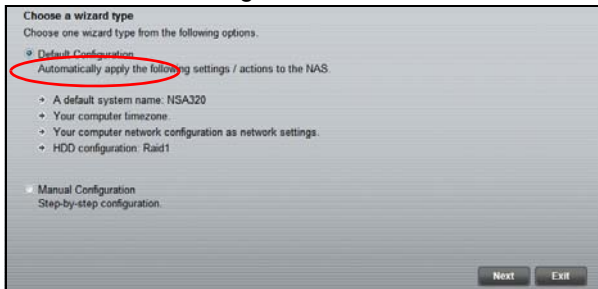 Choose a wizard type
Choose one wizard type from the following options.
Default Configuration
Automatically apply the following settings / actions to the NAS.
A default system name: NSA320
Your computer timezone.
Your computer network configuration as network settings.
HDD configuration: Raid1
Manual Configuration
Step-by-step configuration.
Next Exit